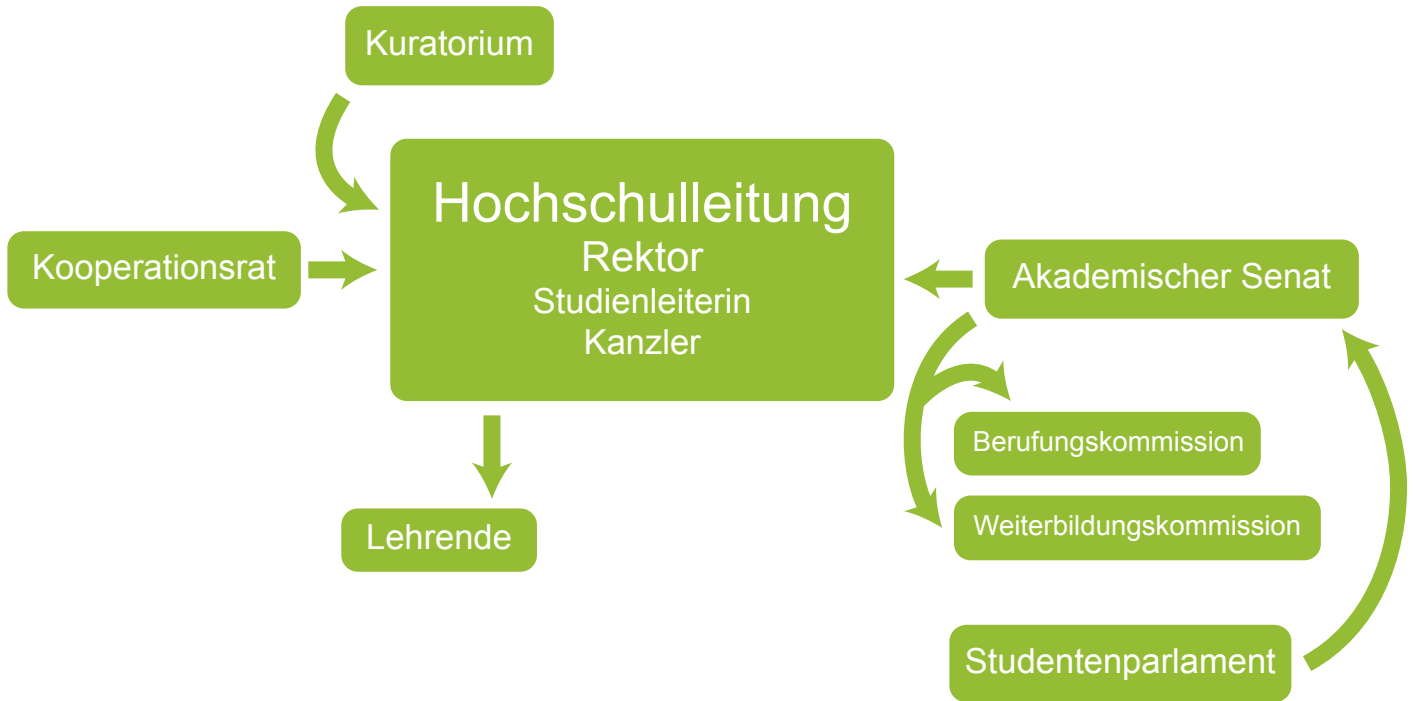 Kuratorium
Hochschulleitung
Rektor
Studienleiterin
Kanzler
Kooperationsrat
Akademischer Senat
Berufungskommission
Weiterbildungskommission
Lehrende
Studentenparlament